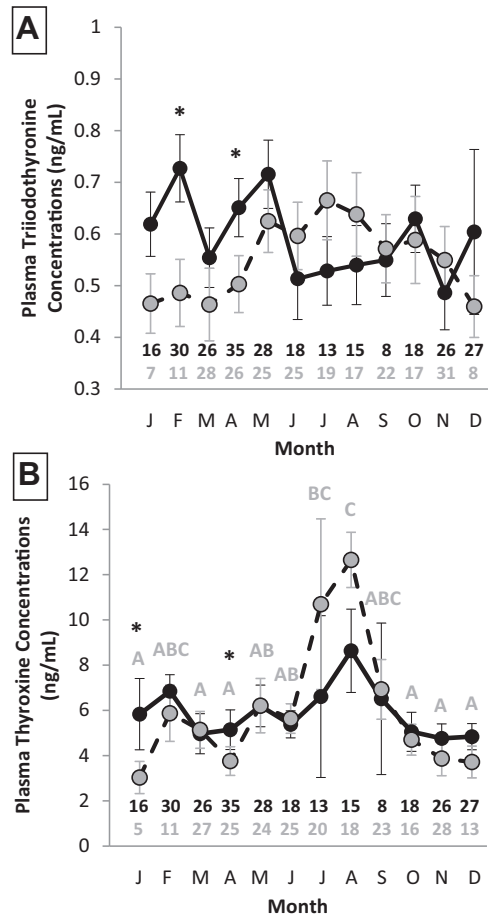 A
Plasma Triiodothyronine
Concentrations (ng/mL)
1
0.9
0.8
0.7
0.6
0.5
0.4
0.3
* *
16 30 26 35 28 18 13 15 8 18 26 27
7 11 28 26 25 25 19 17 22 17 31 8
J F M A M J J A S O N D
Month
B
Plasma Thyroxine Concentrations
(ng/mL)
16
14
12
10
8
6
4
2
0
BC
C
ABC
* *
A ABC A A AB AB O A A
16 30 26 35 28 18 13 15 8 18 26 27
5 11 27 25 24 25 20 18 23 16 28 13
J F M A M J J A S O N D
Month